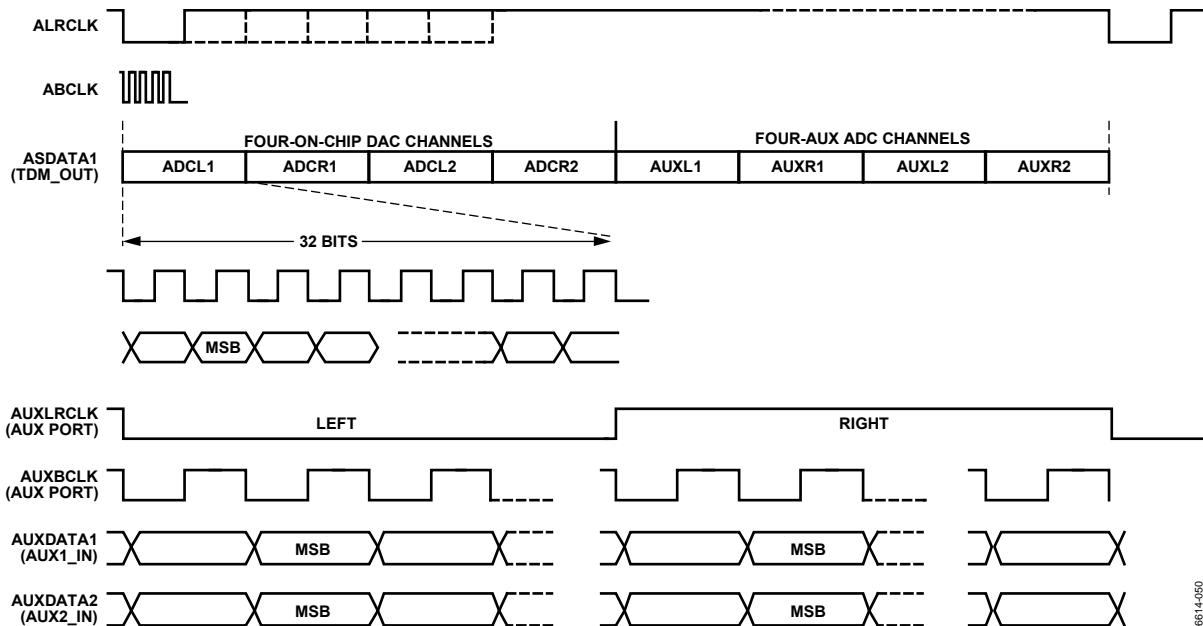 ALRCLK
ABCLK
FOUR-ON-CHIP DAC CHANNELS
FOUR-AUX ADC CHANNELS
ASDATA1
(TDM_OUT)
ADCL1
ADCR1
ADCL2
ADCR2
AUXL1
AUXR1
AUXL2
AUXR2
32 BITS
MSB
AUXLRCLK
(AUX PORT)
LEFT
RIGHT
AUXBCLK
(AUX PORT)
AUXDATA1
(AUX1_IN)
MSB
MSB
AUXDATA2
(AUX2_IN)
MSB
MSB
6614-050